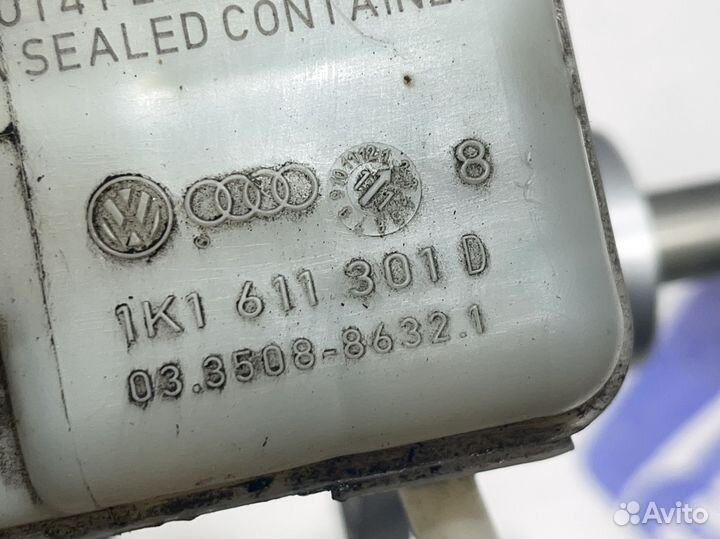 SEALED CONTAINER
8
1K1 611 301 D
03.3508-8632.1
Avito